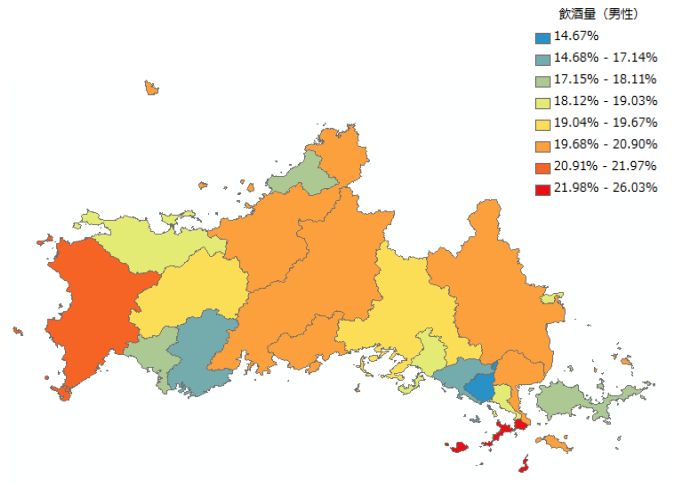 飲酒量（男性）
14.67%
14.68% - 17.14%
17.15% - 18.11%
18.12% - 19.03%
19.04% - 19.67%
19.68% - 20.90%
20.91% - 21.97%
21.98% - 26.03%